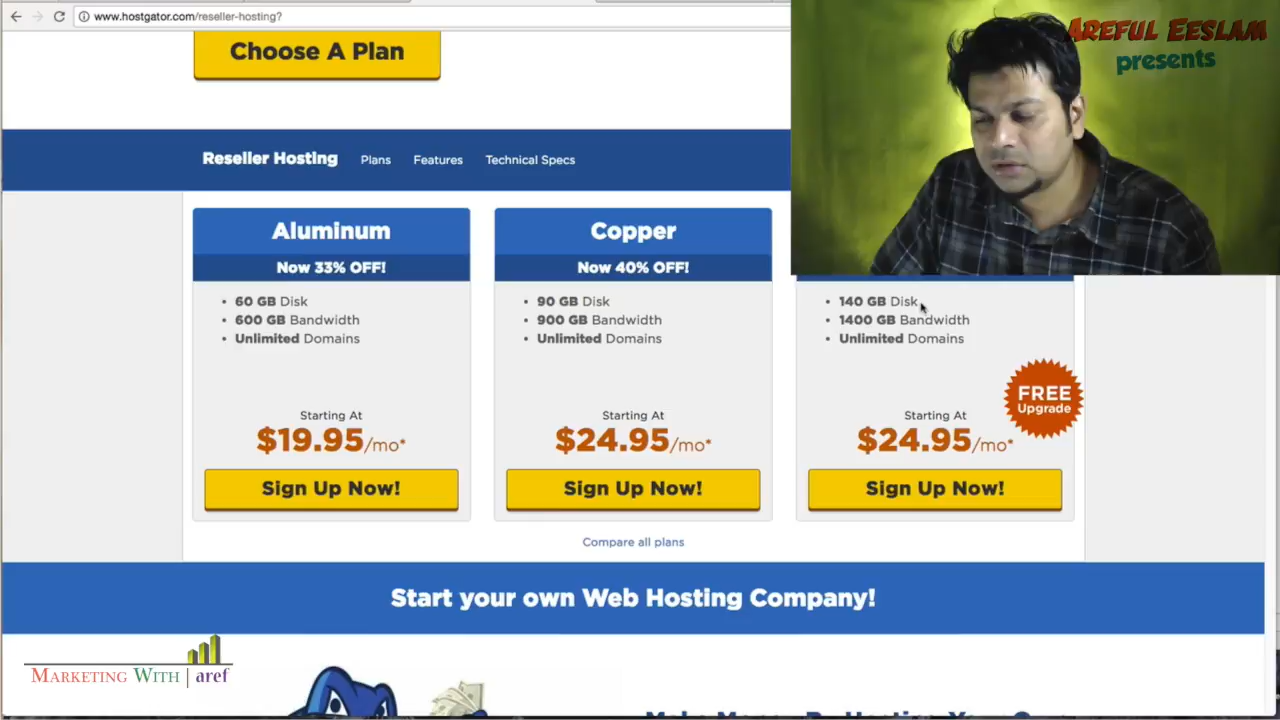 www.hostgator.com/reseller-hosting?
AREFUL EESLAM
presents
Choose A Plan
Reseller Hosting Plans Features Technical Specs
Aluminum
Now 33% OFF!
• 60 GB Disk
• 600 GB Bandwidth
• Unlimited Domains
Starting At
$19.95/mo*
Sign Up Now!
Copper
Now 40% OFF!
• 90 GB Disk
• 900 GB Bandwidth
• Unlimited Domains
Starting At
$24.95/mo*
Sign Up Now!
• 140 GB Disk
• 1400 GB Bandwidth
• Unlimited Domains
FREE
Upgrade
Starting At
$24.95/mo*
Sign Up Now!
Compare all plans
Start your own Web Hosting Company!
MARKETING WITH | aref